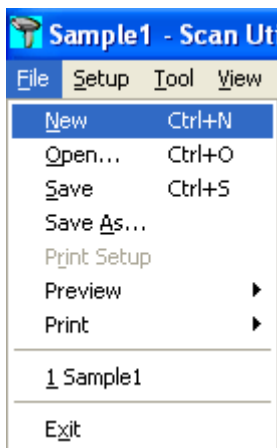 Sample1 - Scan Ut
File Setup Tool View
New Ctrl+N
Open... Ctrl+O
Save Ctrl+S
Save As...
Print Setup
Preview
Print
1 Sample1
Exit